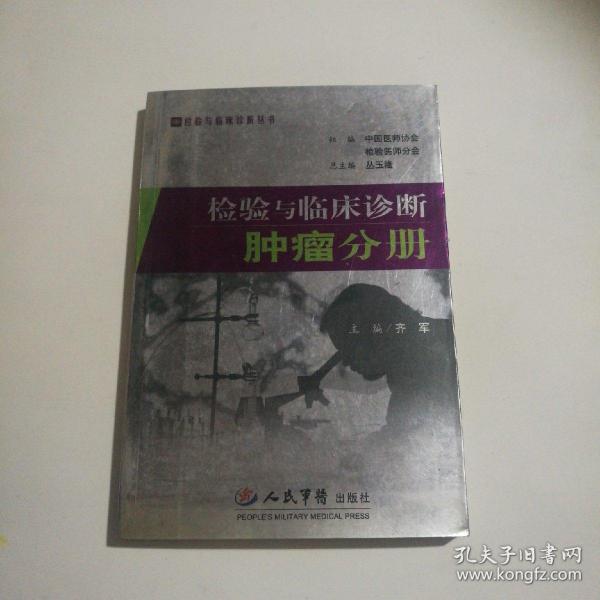 检验与临床诊断丛书
组 编 中国医师协会
检验医师分会
总主编 丛玉隆
检验与临床诊断
肿瘤分册
主 编/齐 军
人民军医 出版社
PEOPLE'S MILITARY MEDICAL PRESS
孔夫子旧书网
www.kongfz.com